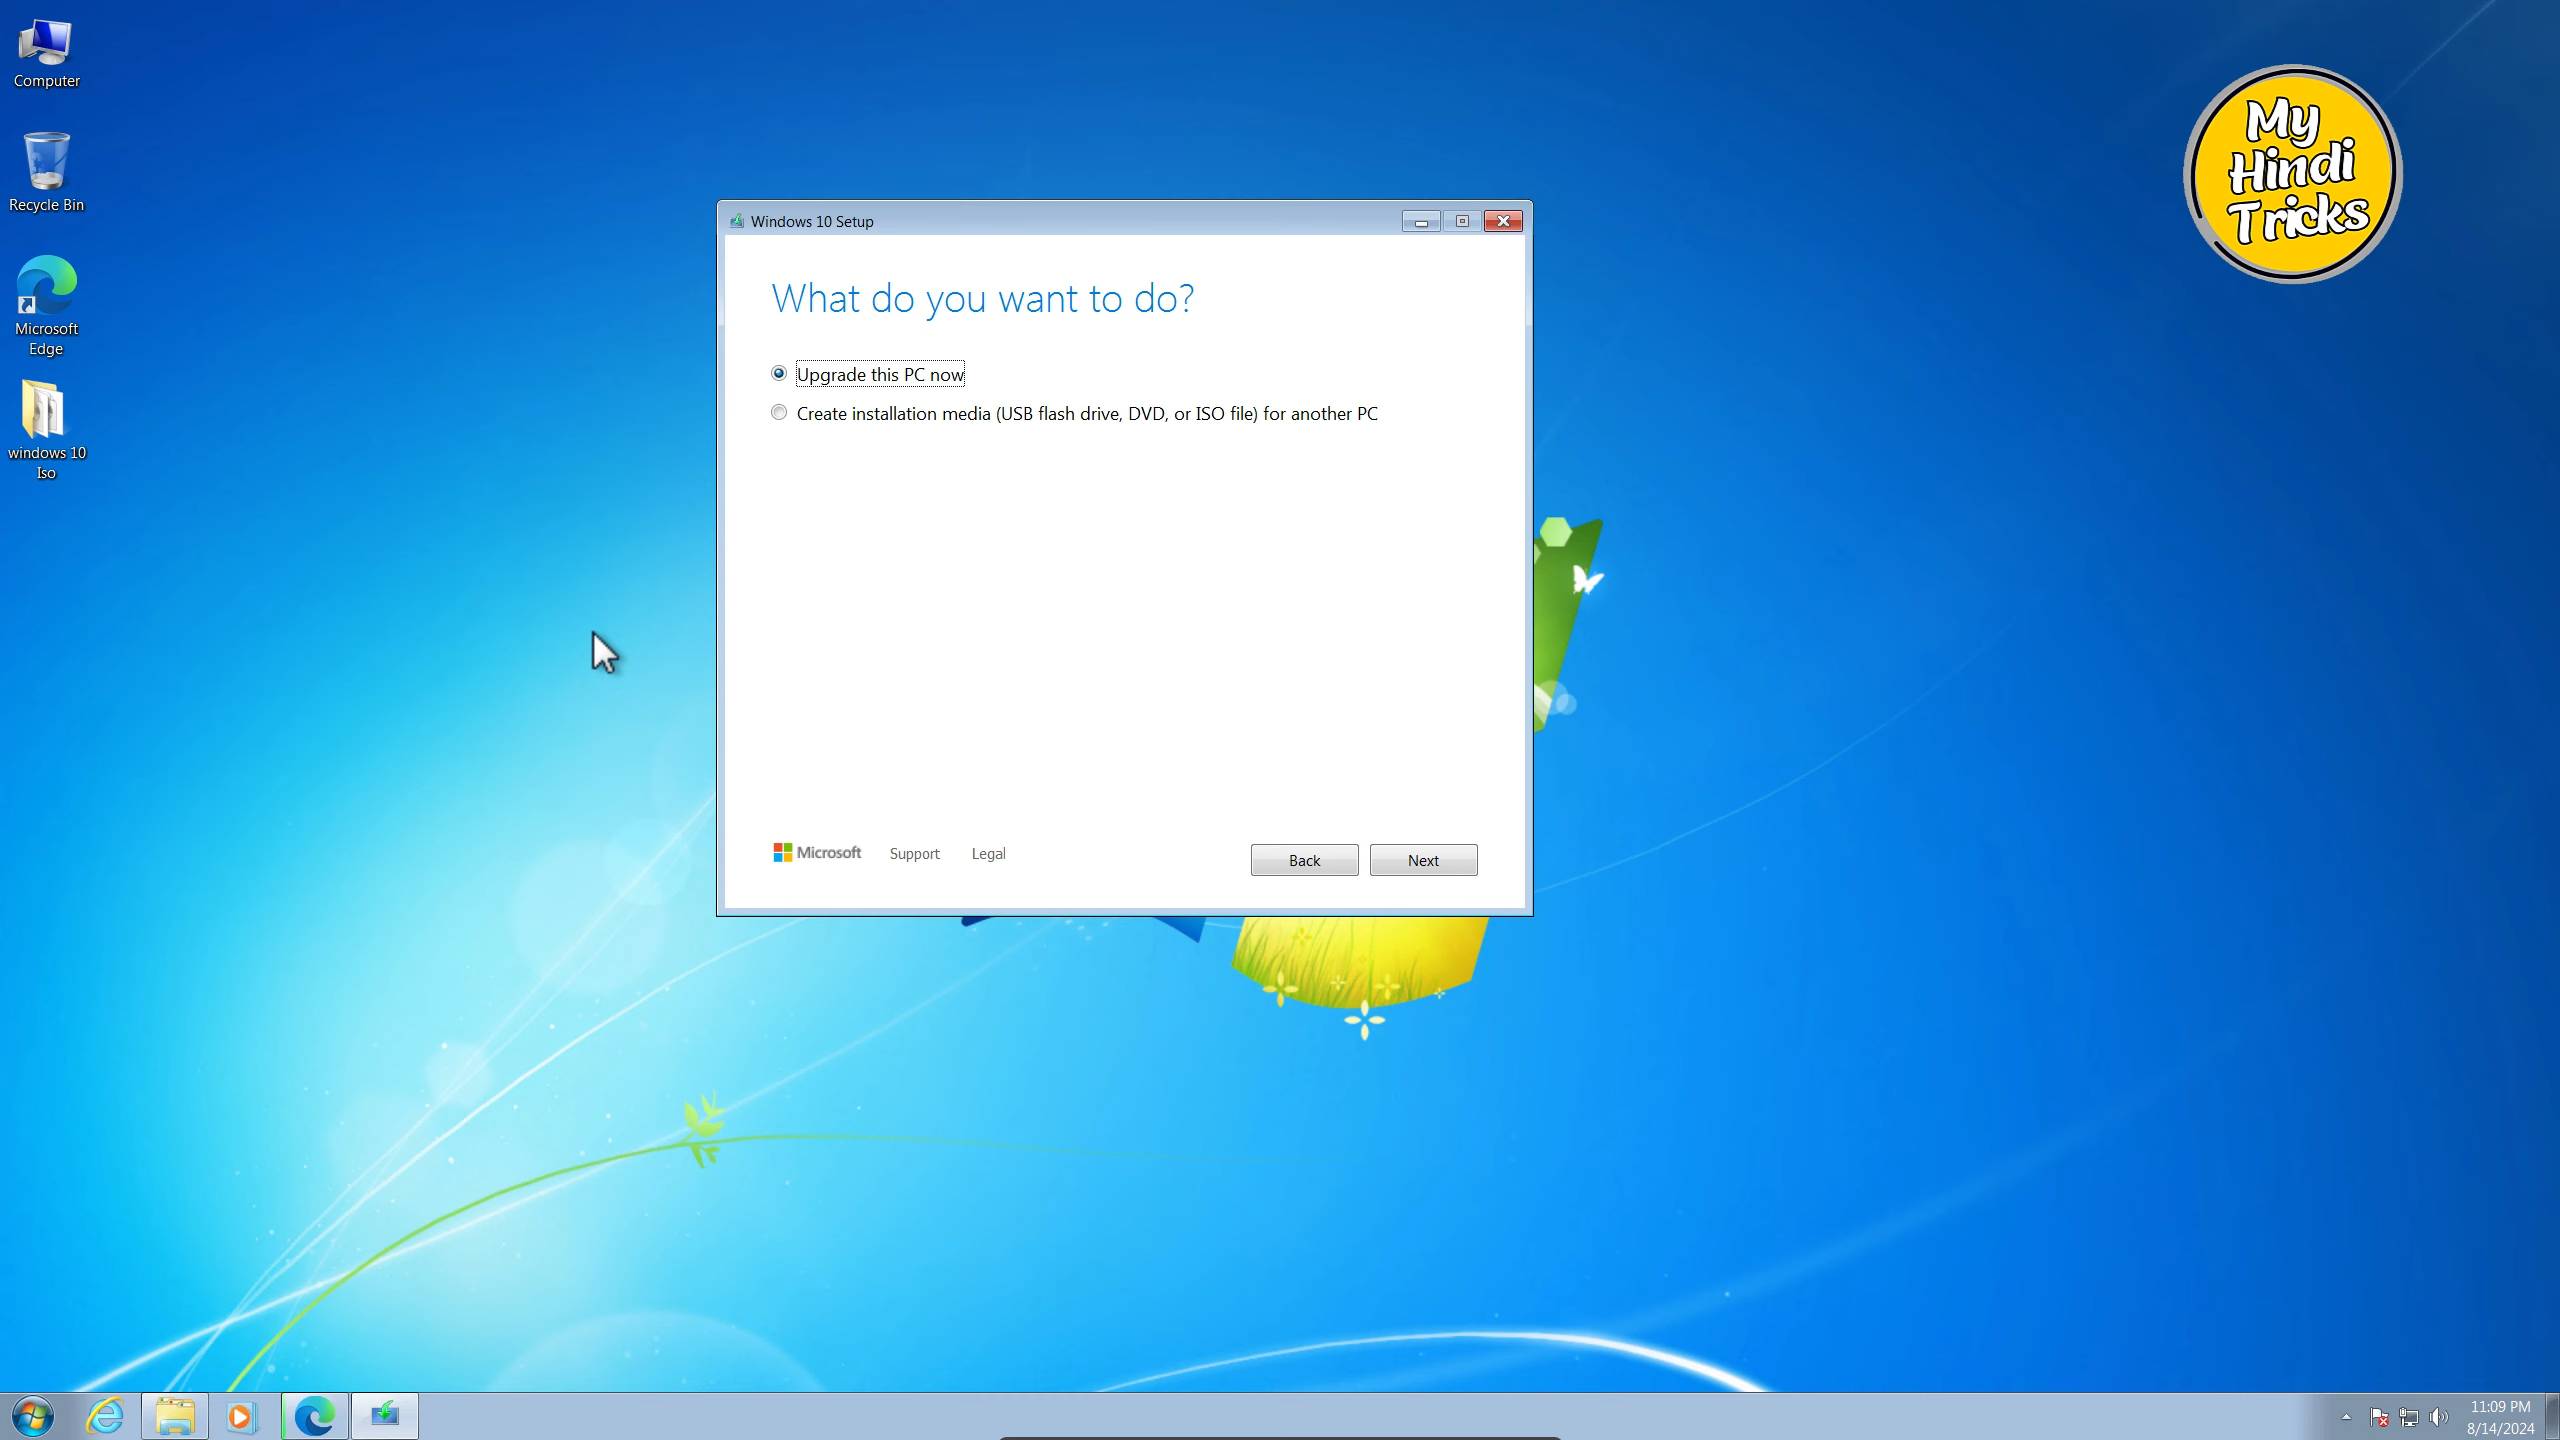 Computer
Recycle Bin
Microsoft
Edge
windows 10
Iso
My
Hindi
Tricks
Windows 10 Setup
What do you want to do?
Upgrade this PC now
Create installation media (USB flash drive, DVD, or ISO file) for another PC
Microsoft Support Legal
Back Next
11:09 PM
8/14/2024